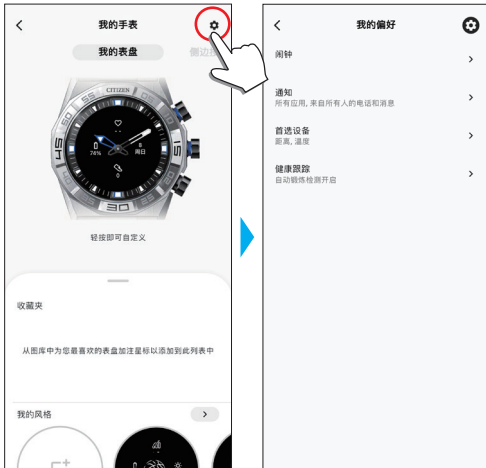 我的手表
我的表盘
CITIZEN
74%
8
周日
0
轻按即可自定义
收藏夹
从图库中为您最喜欢的表盘加注星标以添加到此列表中
我的风格
我的偏好
闹钟
通知
所有应用, 来自所有人的电话和消息
首选设备
距离, 温度
健康跟踪
自动锻炼检测开启